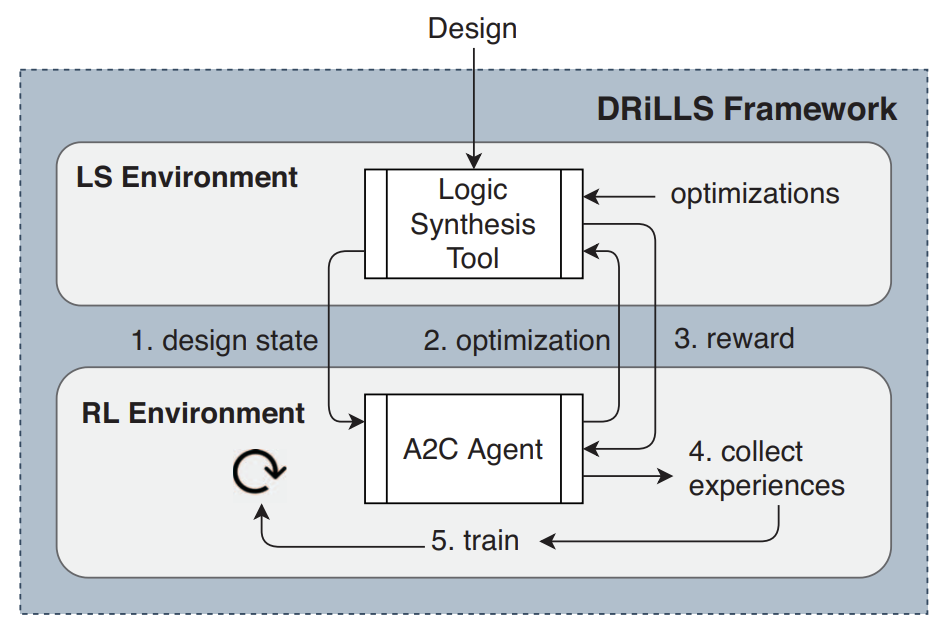 Design
DRiLLS Framework
LS Environment
Logic
Synthesis
Tool
optimizations
1. design state
2. optimization
3. reward
RL Environment
A2C Agent
4. collect
experiences
5. train